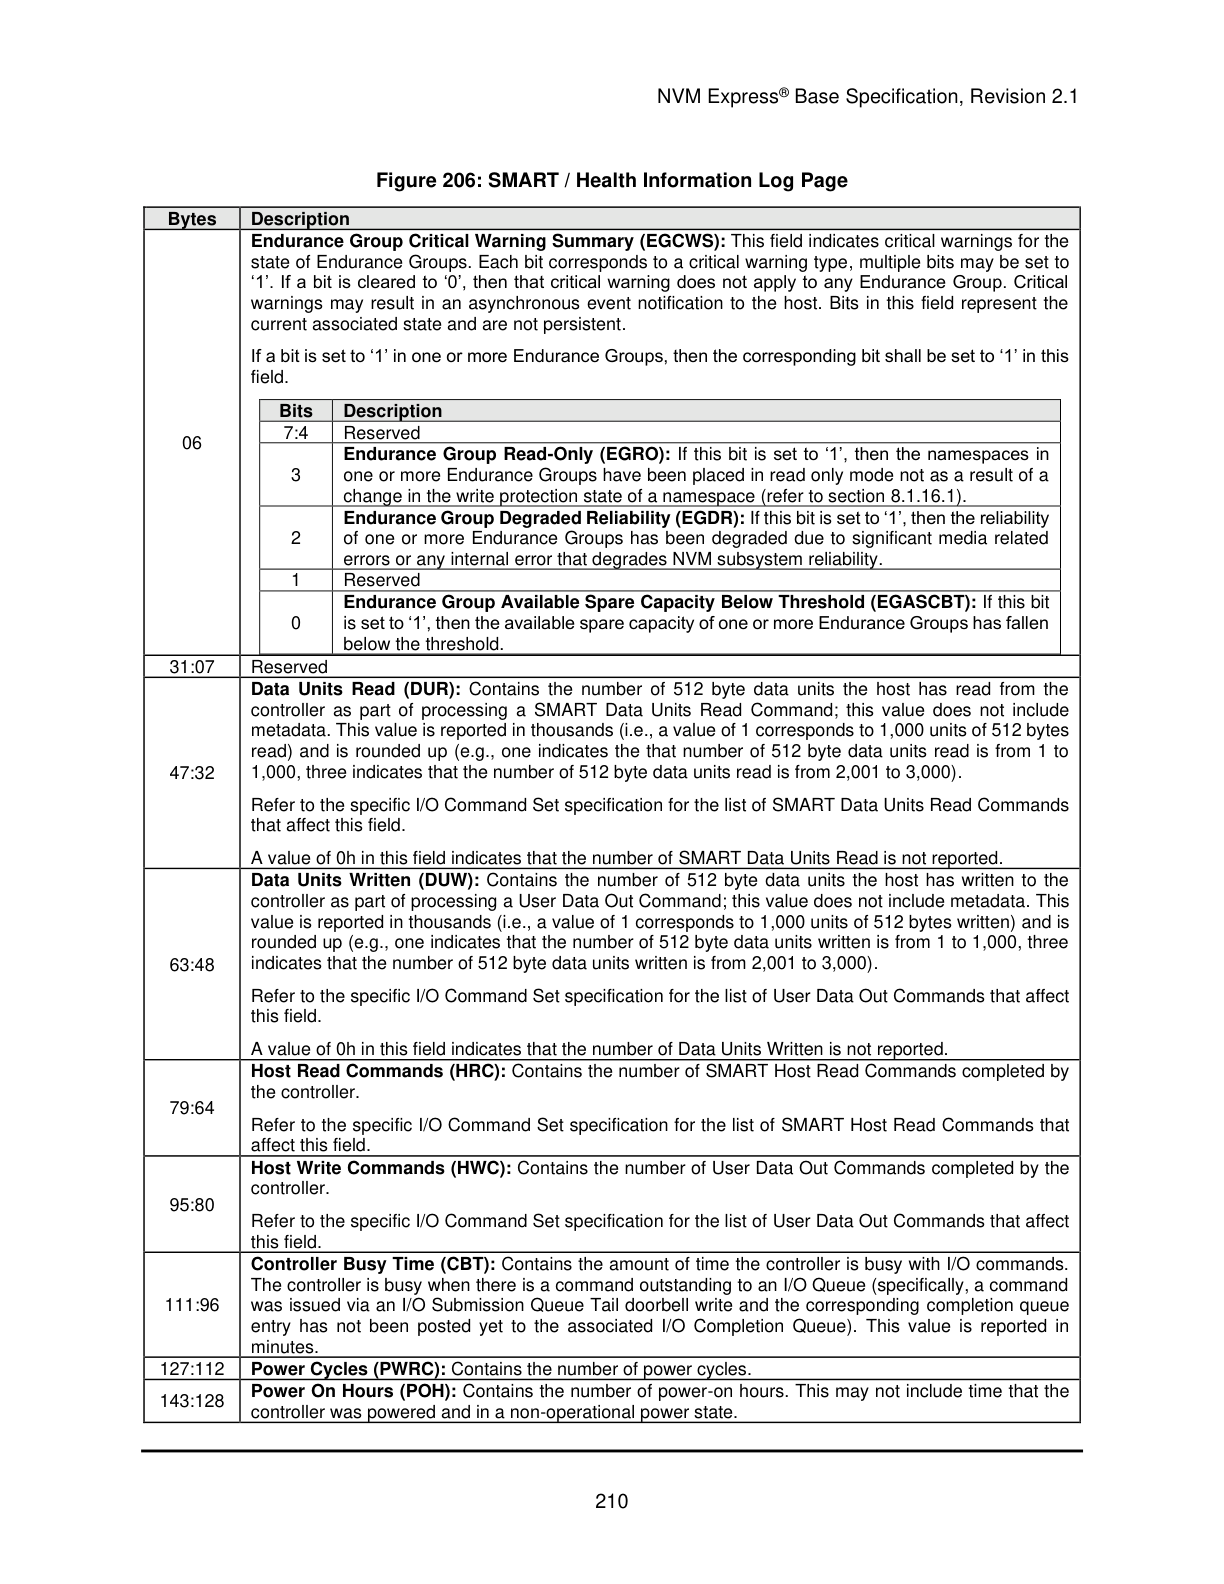 NVM Express® Base Specification, Revision 2.1
Figure 206: SMART / Health Information Log Page
Bytes Description
06
Endurance Group Critical Warning Summary (EGCWS): This field indicates critical warnings for the
state of Endurance Groups. Each bit corresponds to a critical warning type, multiple bits may be set to
‘1’. If a bit is cleared to ‘0’, then that critical warning does not apply to any Endurance Group. Critical
warnings may result in an asynchronous event notification to the host. Bits in this field represent the
current associated state and are not persistent.
If a bit is set to ‘1’ in one or more Endurance Groups, then the corresponding bit shall be set to ‘1’ in this
field.
Bits Description
7:4 Reserved
3
Endurance Group Read-Only (EGRO): If this bit is set to ‘1’, then the namespaces in
one or more Endurance Groups have been placed in read only mode not as a result of a
change in the write protection state of a namespace (refer to section 8.1.16.1).
2
Endurance Group Degraded Reliability (EGDR): If this bit is set to ‘1’, then the reliability
of one or more Endurance Groups has been degraded due to significant media related
errors or any internal error that degrades NVM subsystem reliability.
1 Reserved
0
Endurance Group Available Spare Capacity Below Threshold (EGASCBT): If this bit
is set to ‘1’, then the available spare capacity of one or more Endurance Groups has fallen
below the threshold.
31:07 Reserved
47:32
Data Units Read (DUR): Contains the number of 512 byte data units the host has read from the
controller as part of processing a SMART Data Units Read Command; this value does not include
metadata. This value is reported in thousands (i.e., a value of 1 corresponds to 1,000 units of 512 bytes
read) and is rounded up (e.g., one indicates the that number of 512 byte data units read is from 1 to
1,000, three indicates that the number of 512 byte data units read is from 2,001 to 3,000).
Refer to the specific I/O Command Set specification for the list of SMART Data Units Read Commands
that affect this field.
A value of 0h in this field indicates that the number of SMART Data Units Read is not reported.
63:48
Data Units Written (DUW): Contains the number of 512 byte data units the host has written to the
controller as part of processing a User Data Out Command; this value does not include metadata. This
value is reported in thousands (i.e., a value of 1 corresponds to 1,000 units of 512 bytes written) and is
rounded up (e.g., one indicates that the number of 512 byte data units written is from 1 to 1,000, three
indicates that the number of 512 byte data units written is from 2,001 to 3,000).
Refer to the specific I/O Command Set specification for the list of User Data Out Commands that affect
this field.
A value of 0h in this field indicates that the number of Data Units Written is not reported.
79:64
Host Read Commands (HRC): Contains the number of SMART Host Read Commands completed by
the controller.
Refer to the specific I/O Command Set specification for the list of SMART Host Read Commands that
affect this field.
95:80
Host Write Commands (HWC): Contains the number of User Data Out Commands completed by the
controller.
Refer to the specific I/O Command Set specification for the list of User Data Out Commands that affect
this field.
111:96
Controller Busy Time (CBT): Contains the amount of time the controller is busy with I/O commands.
The controller is busy when there is a command outstanding to an I/O Queue (specifically, a command
was issued via an I/O Submission Queue Tail doorbell write and the corresponding completion queue
entry has not been posted yet to the associated I/O Completion Queue). This value is reported in
minutes.
127:112 Power Cycles (PWRC): Contains the number of power cycles.
143:128
Power On Hours (POH): Contains the number of power-on hours. This may not include time that the
controller was powered and in a non-operational power state.
210